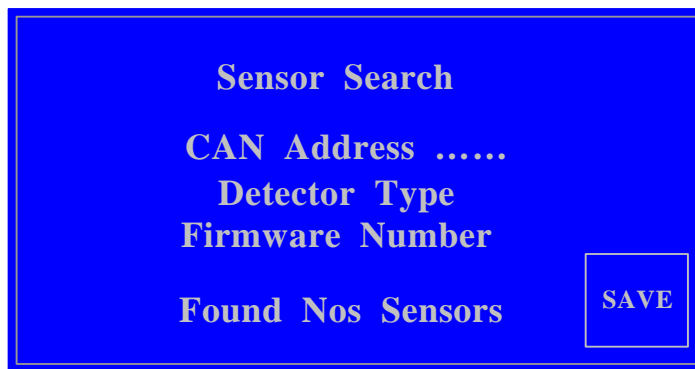 Sensor Search
CAN Address ......
Detector Type
Firmware Number
Found Nos Sensors
SAVE